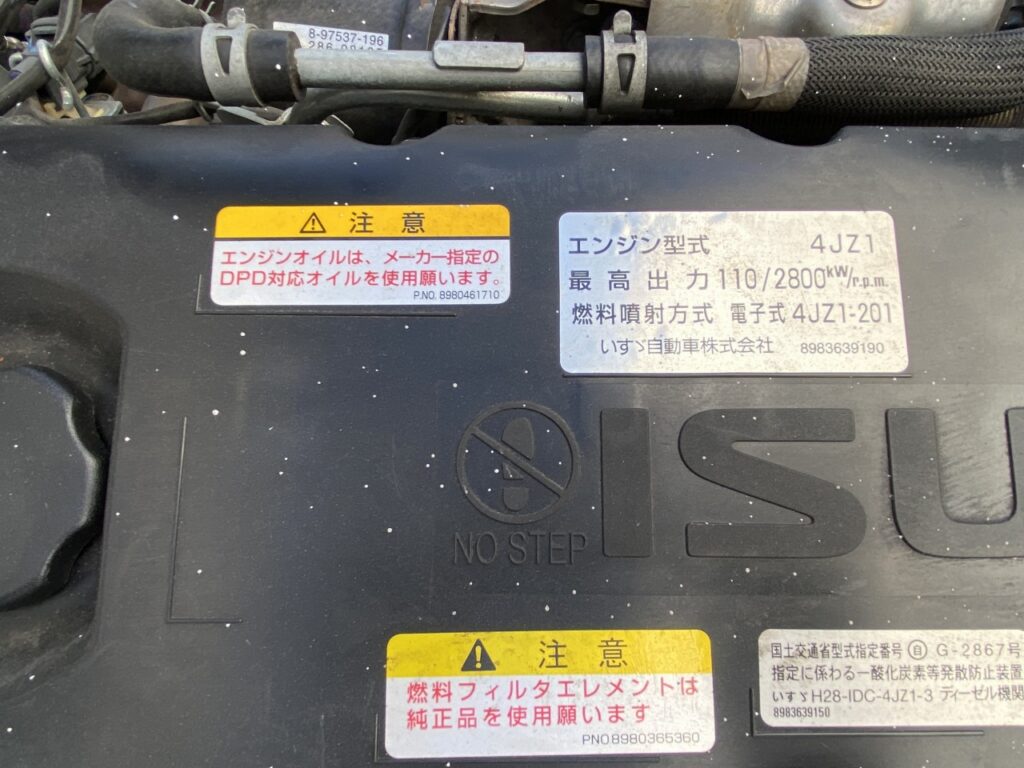 8-97537-196
注意
エンジンオイルは、メーカー指定の
DPD対応オイルを使用願います。
P.NO. 8980461710
エンジン型式 4JZ1
最高出力 110/2800kW/r.p.m.
燃料噴射方式 電子式 4JZ1-201
いすゞ自動車株式会社 8983639190
ISU
NO STEP
注意
燃料フィルタエレメントは
純正品を使用願います
PNO8980365360
国土交通省型式指定番号 自 G-2867号
指定に係わる一酸化炭素等発散防止装置
いすゞH28-IDC-4JZ1-3 ディーゼル機関
8983639150